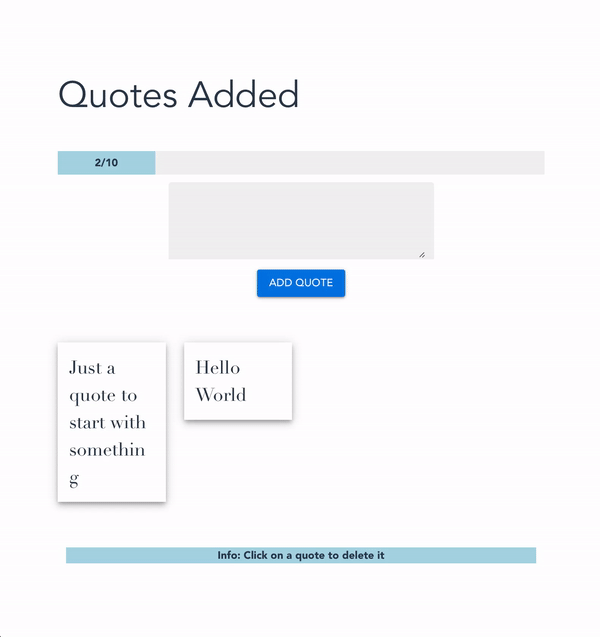 Quotes Added
2/10
ADD QUOTE
Just a
quote to
start with
somethin
g
Hello
World
Info: Click on a quote to delete it